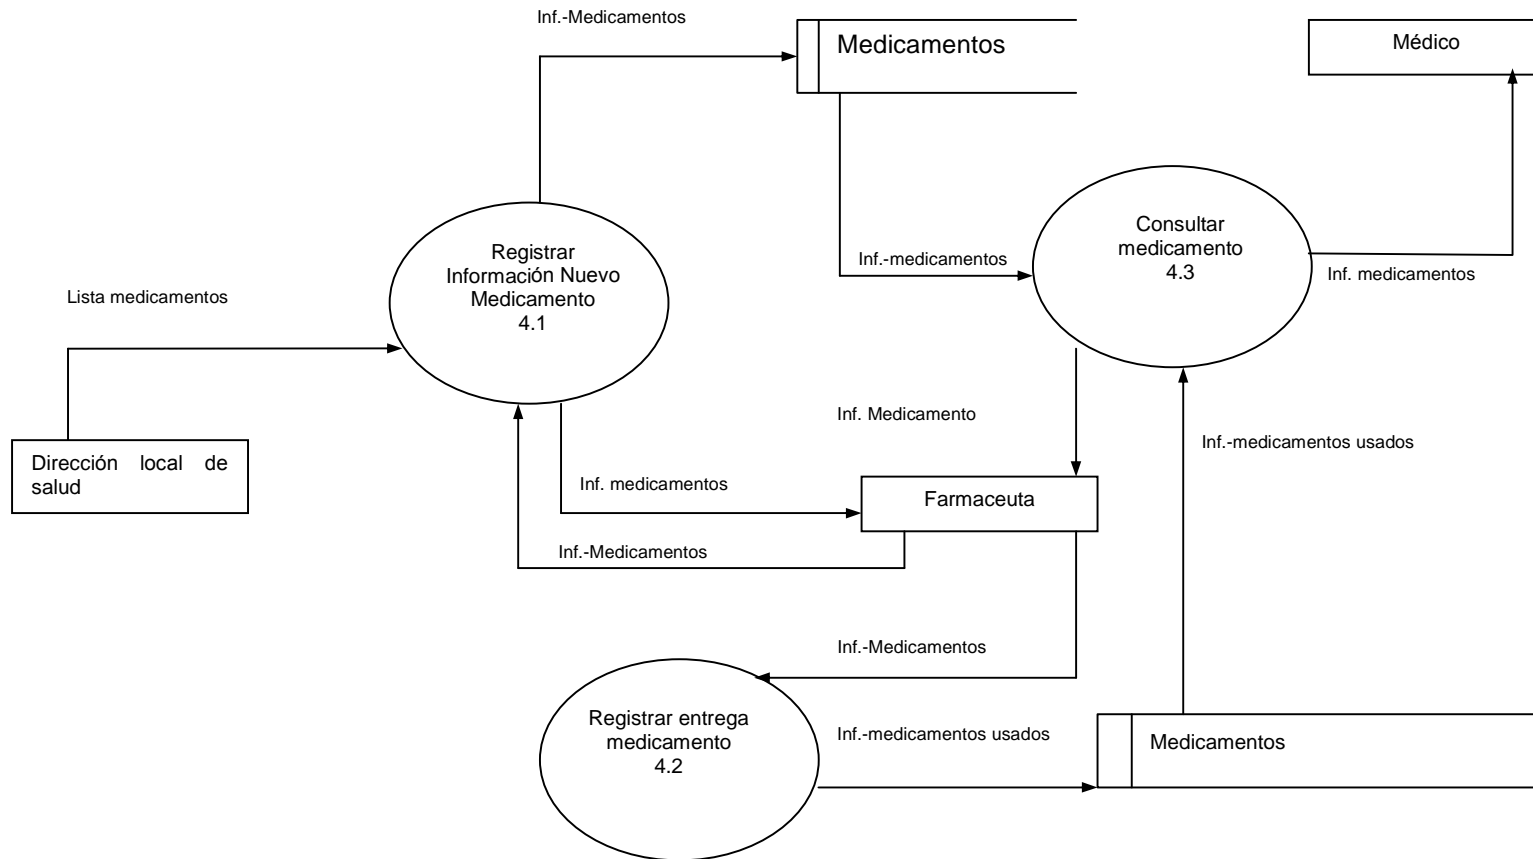 Inf.-Medicamentos
Medicamentos
Médico
Consultar
medicamento
4.3
Registrar
Información Nuevo
Medicamento
4.1
Inf.-medicamentos
Inf. medicamentos
Lista medicamentos
Inf. Medicamento
Inf.-medicamentos usados
Dirección local de
salud
Inf. medicamentos
Farmaceuta
Inf.-Medicamentos
Inf.-Medicamentos
Registrar entrega
medicamento
4.2
Inf.-medicamentos usados
Medicamentos